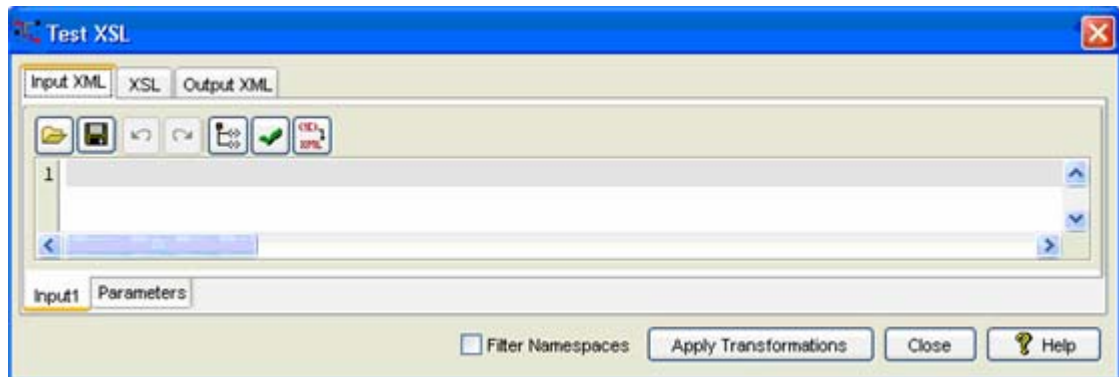 Test XSL
Input XML XSL Output XML
1
Input1 Parameters
Filter Namespaces Apply Transformations Close Help